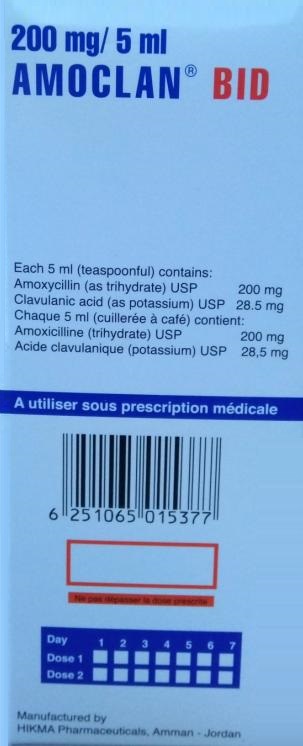 200 mg/ 5 ml
AMOCLAN® BID
Each 5 ml (teaspoonful) contains:
Amoxycillin (as trihydrate) USP 200 mg
Clavulanic acid (as potassium) USP 28.5 mg
Chaque 5 ml (cuillerée à café) contient:
Amoxicilline (trihydrate) USP 200 mg
Acide clavulanique (potassium) USP 28,5 mg
A utiliser sous prescription médicale
6 251065 015377
Ne pas dépasser la dose prescrite
Day 1 2 3 4 5 6 7
Dose 1
Dose 2
Manufactured by
HIKMA Pharmaceuticals, Amman - Jordan